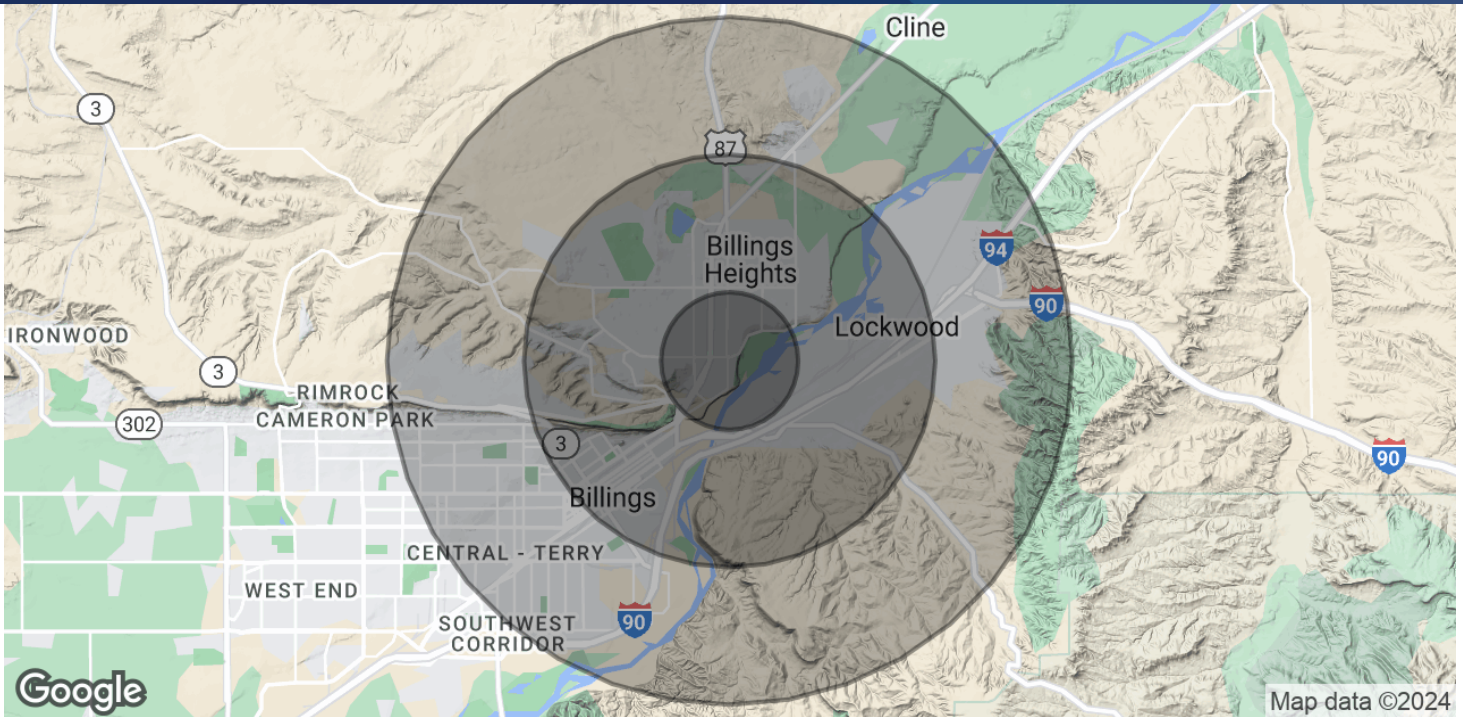 Cline
3
87
Billings
Heights
94
90
IRONWOOD
Lockwood
3
RIMROCK
302
CAMERON PARK
3
90
Billings
CENTRAL - TERRY
WEST END
90
SOUTHWEST
CORRIDOR
Google
Map data ©2024